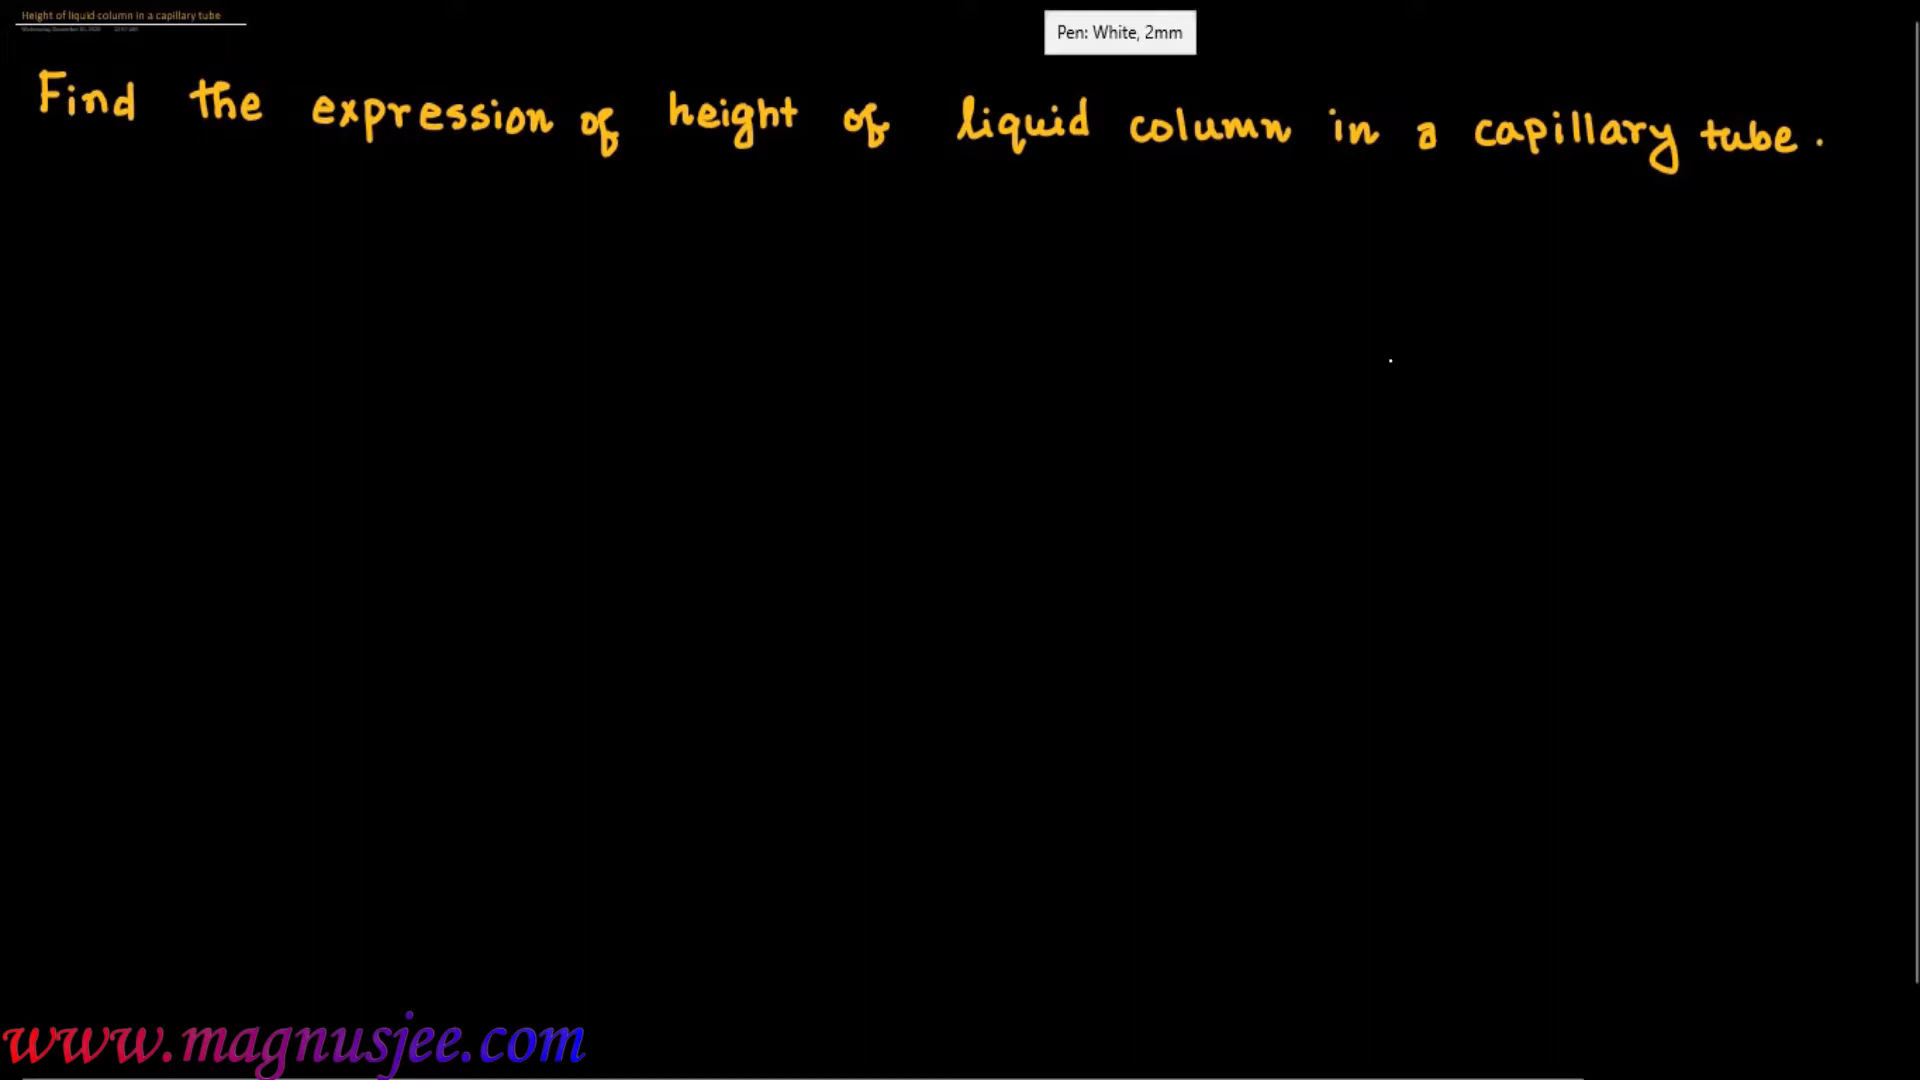 Height of liquid column in a capillary tube
Pen: White, 2mm
Find the expression of height of liquid column in a capillary tube.
www.magnusjee.com